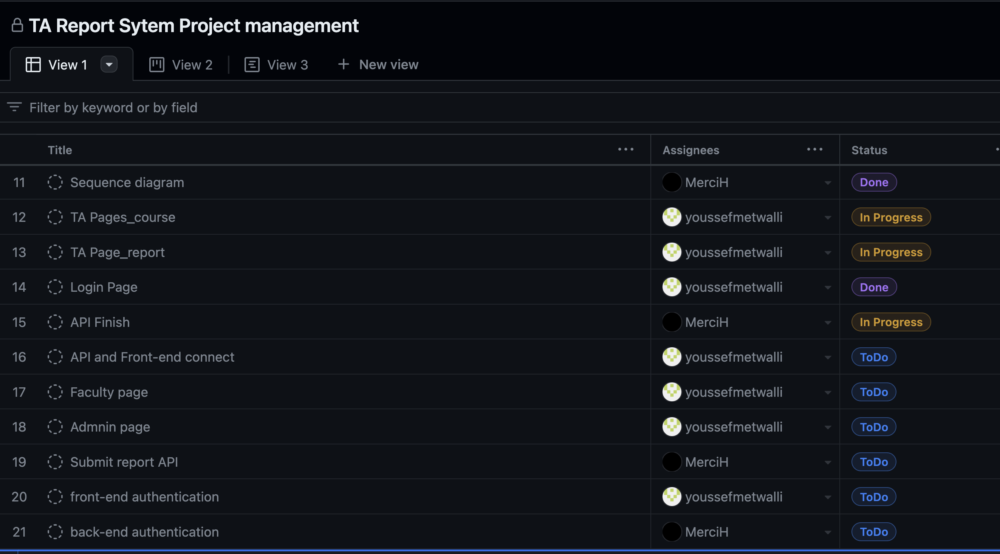 TA Report Sytem Project management
View 1 View 2 View 3 New view
Filter by keyword or by field
Title Assignees Status
11 Sequence diagram MerciH Done
12 TA Pages_course youssefmetwalli In Progress
13 TA Page_report youssefmetwalli In Progress
14 Login Page youssefmetwalli Done
15 API Finish MerciH In Progress
16 API and Front-end connect youssefmetwalli ToDo
17 Faculty page youssefmetwalli ToDo
18 Admnin page youssefmetwalli ToDo
19 Submit report API MerciH ToDo
20 front-end authentication youssefmetwalli ToDo
21 back-end authentication MerciH ToDo